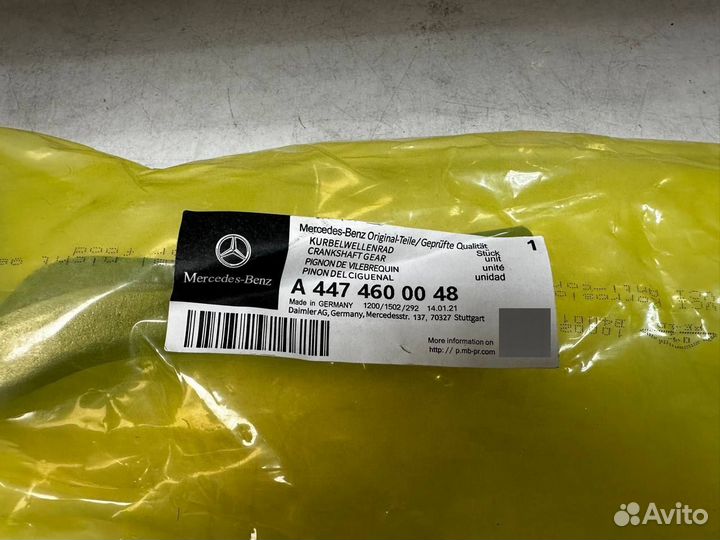 Mercedes-Benz
Mercedes-Benz Original-Teile/Geprüfte Qualität
KURBELWELLENRAD
CRANKSHAFT GEAR
PIGNON DE VILEBREQUIN
PINON DEL CIGUENAL
1
Stück
unit
unité
unidad
A 447 460 00 48
Made in GERMANY 1200/1502/292 14.01.21
Daimler AG, Germany, Mercedesstr. 137, 70327 Stuttgart
More information on
http:// p.mb-pr.com
Avito